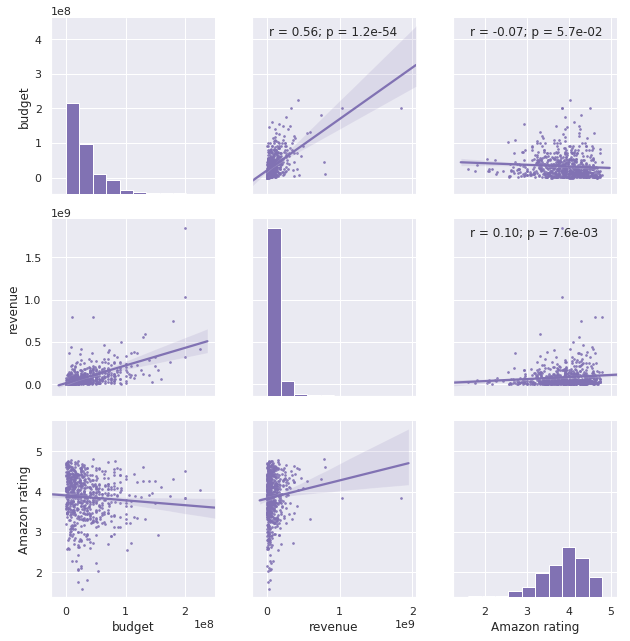 1e8
r = 0.56; p = 1.2e-54
r = -0.07; p = 5.7e-02
4
3
2
1
0
budget
1e9
r = 0.10; p = 7.6e-03
1.5
1.0
0.5
0.0
revenue
5
4
3
2
Amazon rating
0
1
2
1e8
budget
0
1
2
1e9
revenue
2
3
4
5
Amazon rating